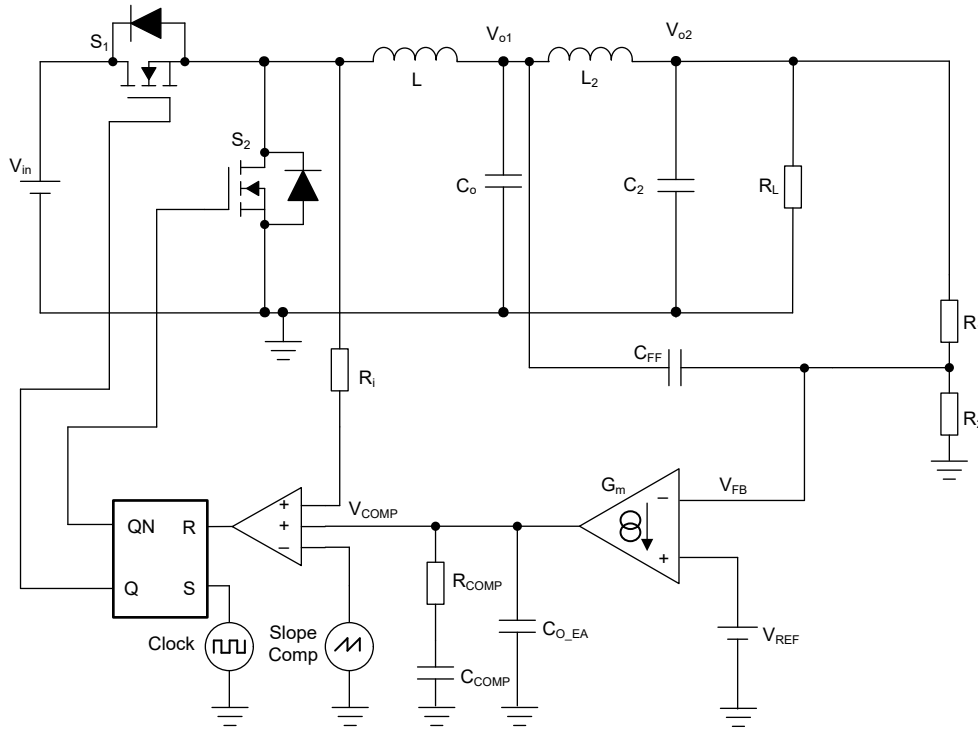 S1
Vo1
Vo2
L
L2
S2
Vin
Co
C2
RL
R
CFF
Ri
R
Gm
VFB
VCOMP
QN
R
Q
S
+
+
−
−
+
RCOMP
CO_EA
VREF
Clock
Slope
Comp
CCOMP